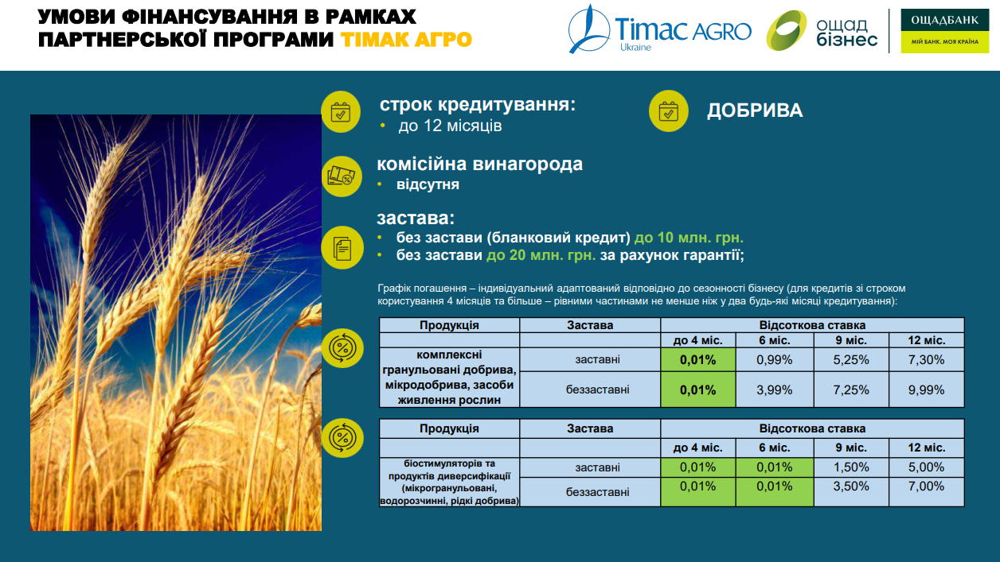 УМОВИ ФІНАНСУВАННЯ В РАМКАХ
ПАРТНЕРСЬКОЇ ПРОГРАМИ ТІМАК АГРО
Timac AGRO
Ukraine
ощад
бізнес
ОЩАДБАНК
МІЙ БАНК. МОЯ КРАЇНА
строк кредитування:
• до 12 місяців
ДОБРИВА
комісійна винагорода
• відсутня
застава:
• без застави (бланковий кредит) до 10 млн. грн.
• без застави до 20 млн. грн. за рахунок гарантії;
Графік погашення – індивідуальний адаптований відповідно до сезонності бізнесу (для кредитів зі строком
користування 4 місяців та більше – рівними частинами не менше ніж у два будь-які місяці кредитування):
Продукція Застава Відсоткова ставка
до 4 міс. 6 міс. 9 міс. 12 міс.
комплексні
гранульовані добрива,
мікродобрива, засоби
живлення рослин
заставні 0,01% 0,99% 5,25% 7,30%
беззаставні 0,01% 3,99% 7,25% 9,99%
Продукція Застава Відсоткова ставка
до 4 міс. 6 міс. 9 міс. 12 міс.
біостимуляторів та
продуктів диверсифікації
(мікрогранульовані,
водорозчинні, рідкі добрива)
заставні 0,01% 0,01% 1,50% 5,00%
беззаставні 0,01% 0,01% 3,50% 7,00%